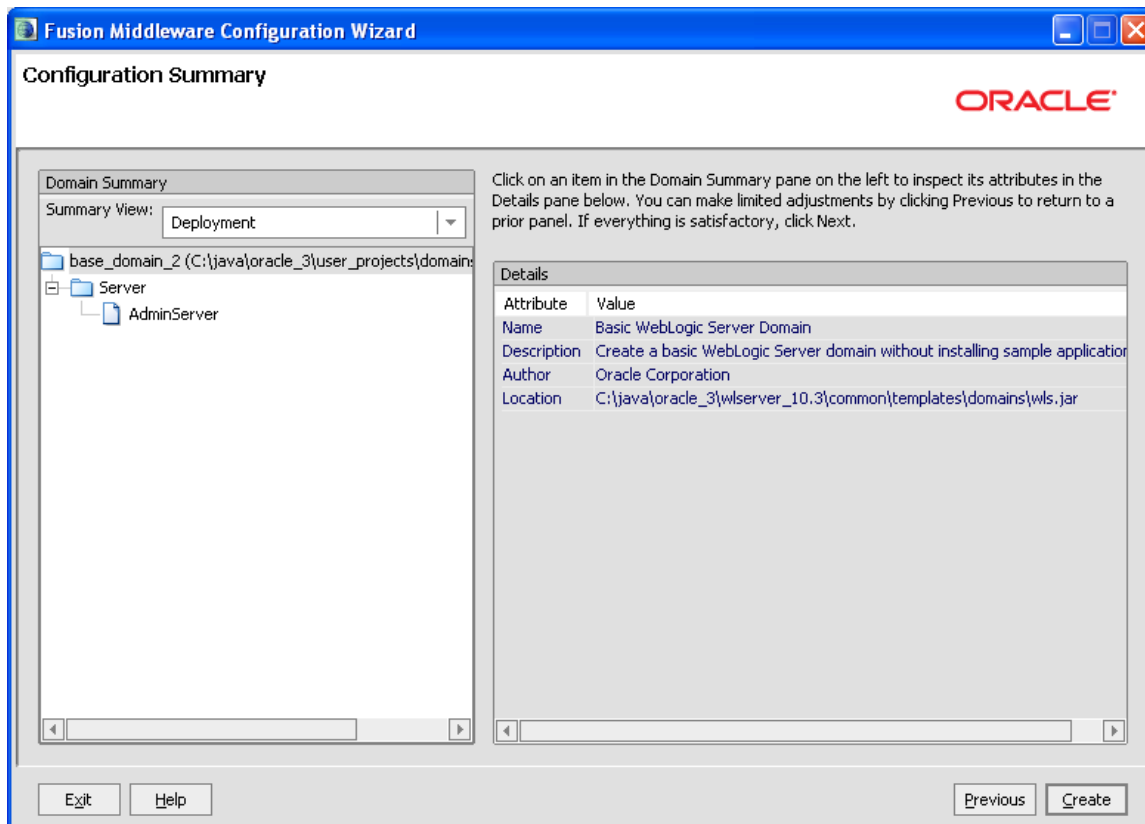 Fusion Middleware Configuration Wizard
Configuration Summary
ORACLE
Domain Summary
Summary View:
Deployment
base_domain_2 (C:\java\oracle_3\user_projects\domains
Server
AdminServer
Click on an item in the Domain Summary pane on the left to inspect its attributes in the
Details pane below. You can make limited adjustments by clicking Previous to return to a
prior panel. If everything is satisfactory, click Next.
Details
Attribute Value
Name Basic WebLogic Server Domain
Description Create a basic WebLogic Server domain without installing sample application
Author Oracle Corporation
Location C:\java\oracle_3\wlserver_10.3\common\templates\domains\wls.jar
Exit Help Previous Create